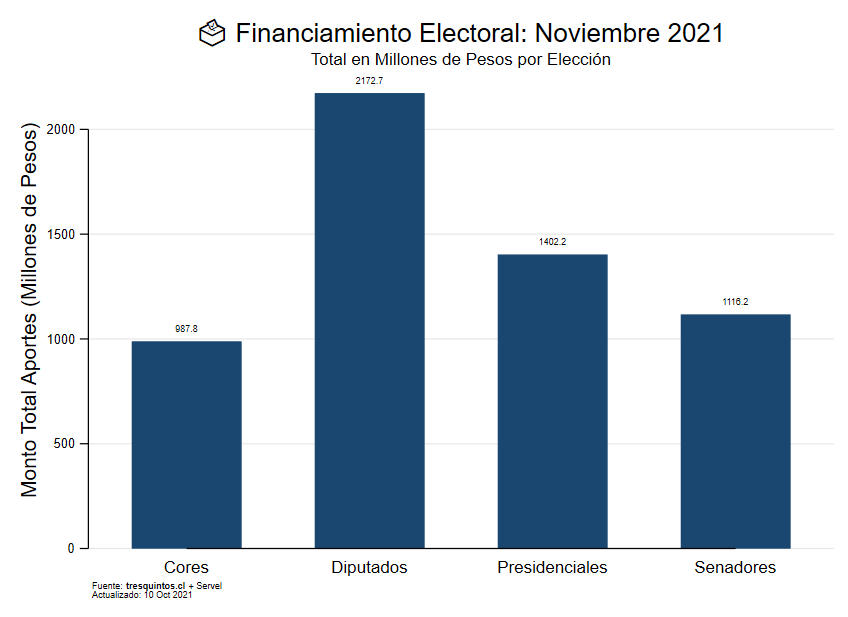 Financiamiento Electoral: Noviembre 2021
Total en Millones de Pesos por Elección
Monto Total Aportes (Millones de Pesos)
2000
1500
1000
500
0
987.8
2172.7
1402.2
1116.2
Cores
Diputados
Presidenciales
Senadores
Fuente: tresquintos.cl + Servel
Actualizado: 10 Oct 2021